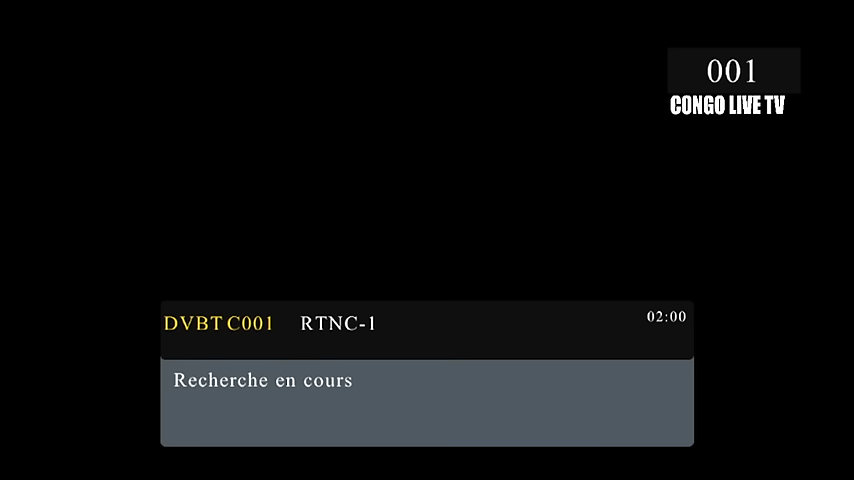 001
CONGO LIVE TV
DVBT C001 RTNC-1 02:00
Recherche en cours